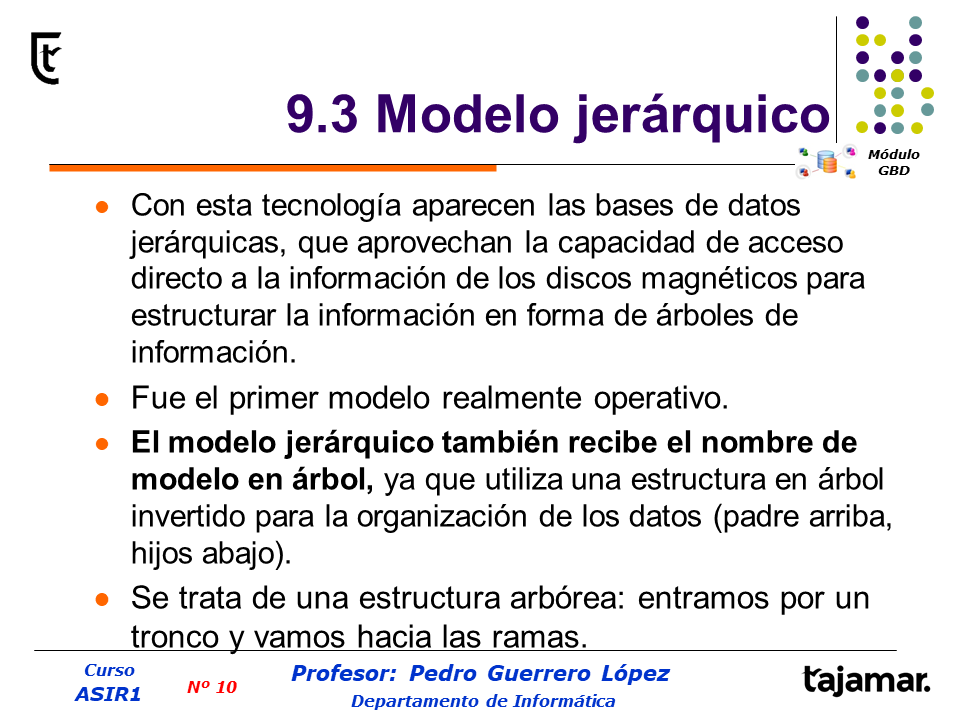 9.3 Modelo jerárquico
Módulo
GBD
● Con esta tecnología aparecen las bases de datos
jerárquicas, que aprovechan la capacidad de acceso
directo a la información de los discos magnéticos para
estructurar la información en forma de árboles de
información.
● Fue el primer modelo realmente operativo.
● El modelo jerárquico también recibe el nombre de
modelo en árbol, ya que utiliza una estructura en árbol
invertido para la organización de los datos (padre arriba,
hijos abajo).
● Se trata de una estructura arbórea: entramos por un
tronco y vamos hacia las ramas.
Curso
ASIR1
Nº 10
Profesor: Pedro Guerrero López
Departamento de Informática
tajamar.